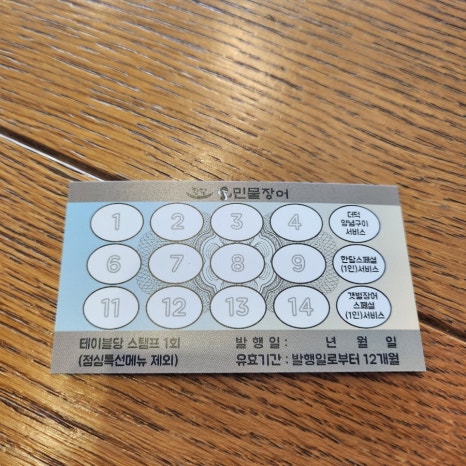 민물장어
1 2 3 4 더덕
양념구이
서비스
6 7 8 9 한담스페셜
(1인)서비스
11 12 13 14 갯벌장어
스페셜
(1인)서비스
테이블당 스탬프 1회 발행일 : 년 월 일
(점심특선메뉴 제외) 유효기간 : 발행일로부터 12개월